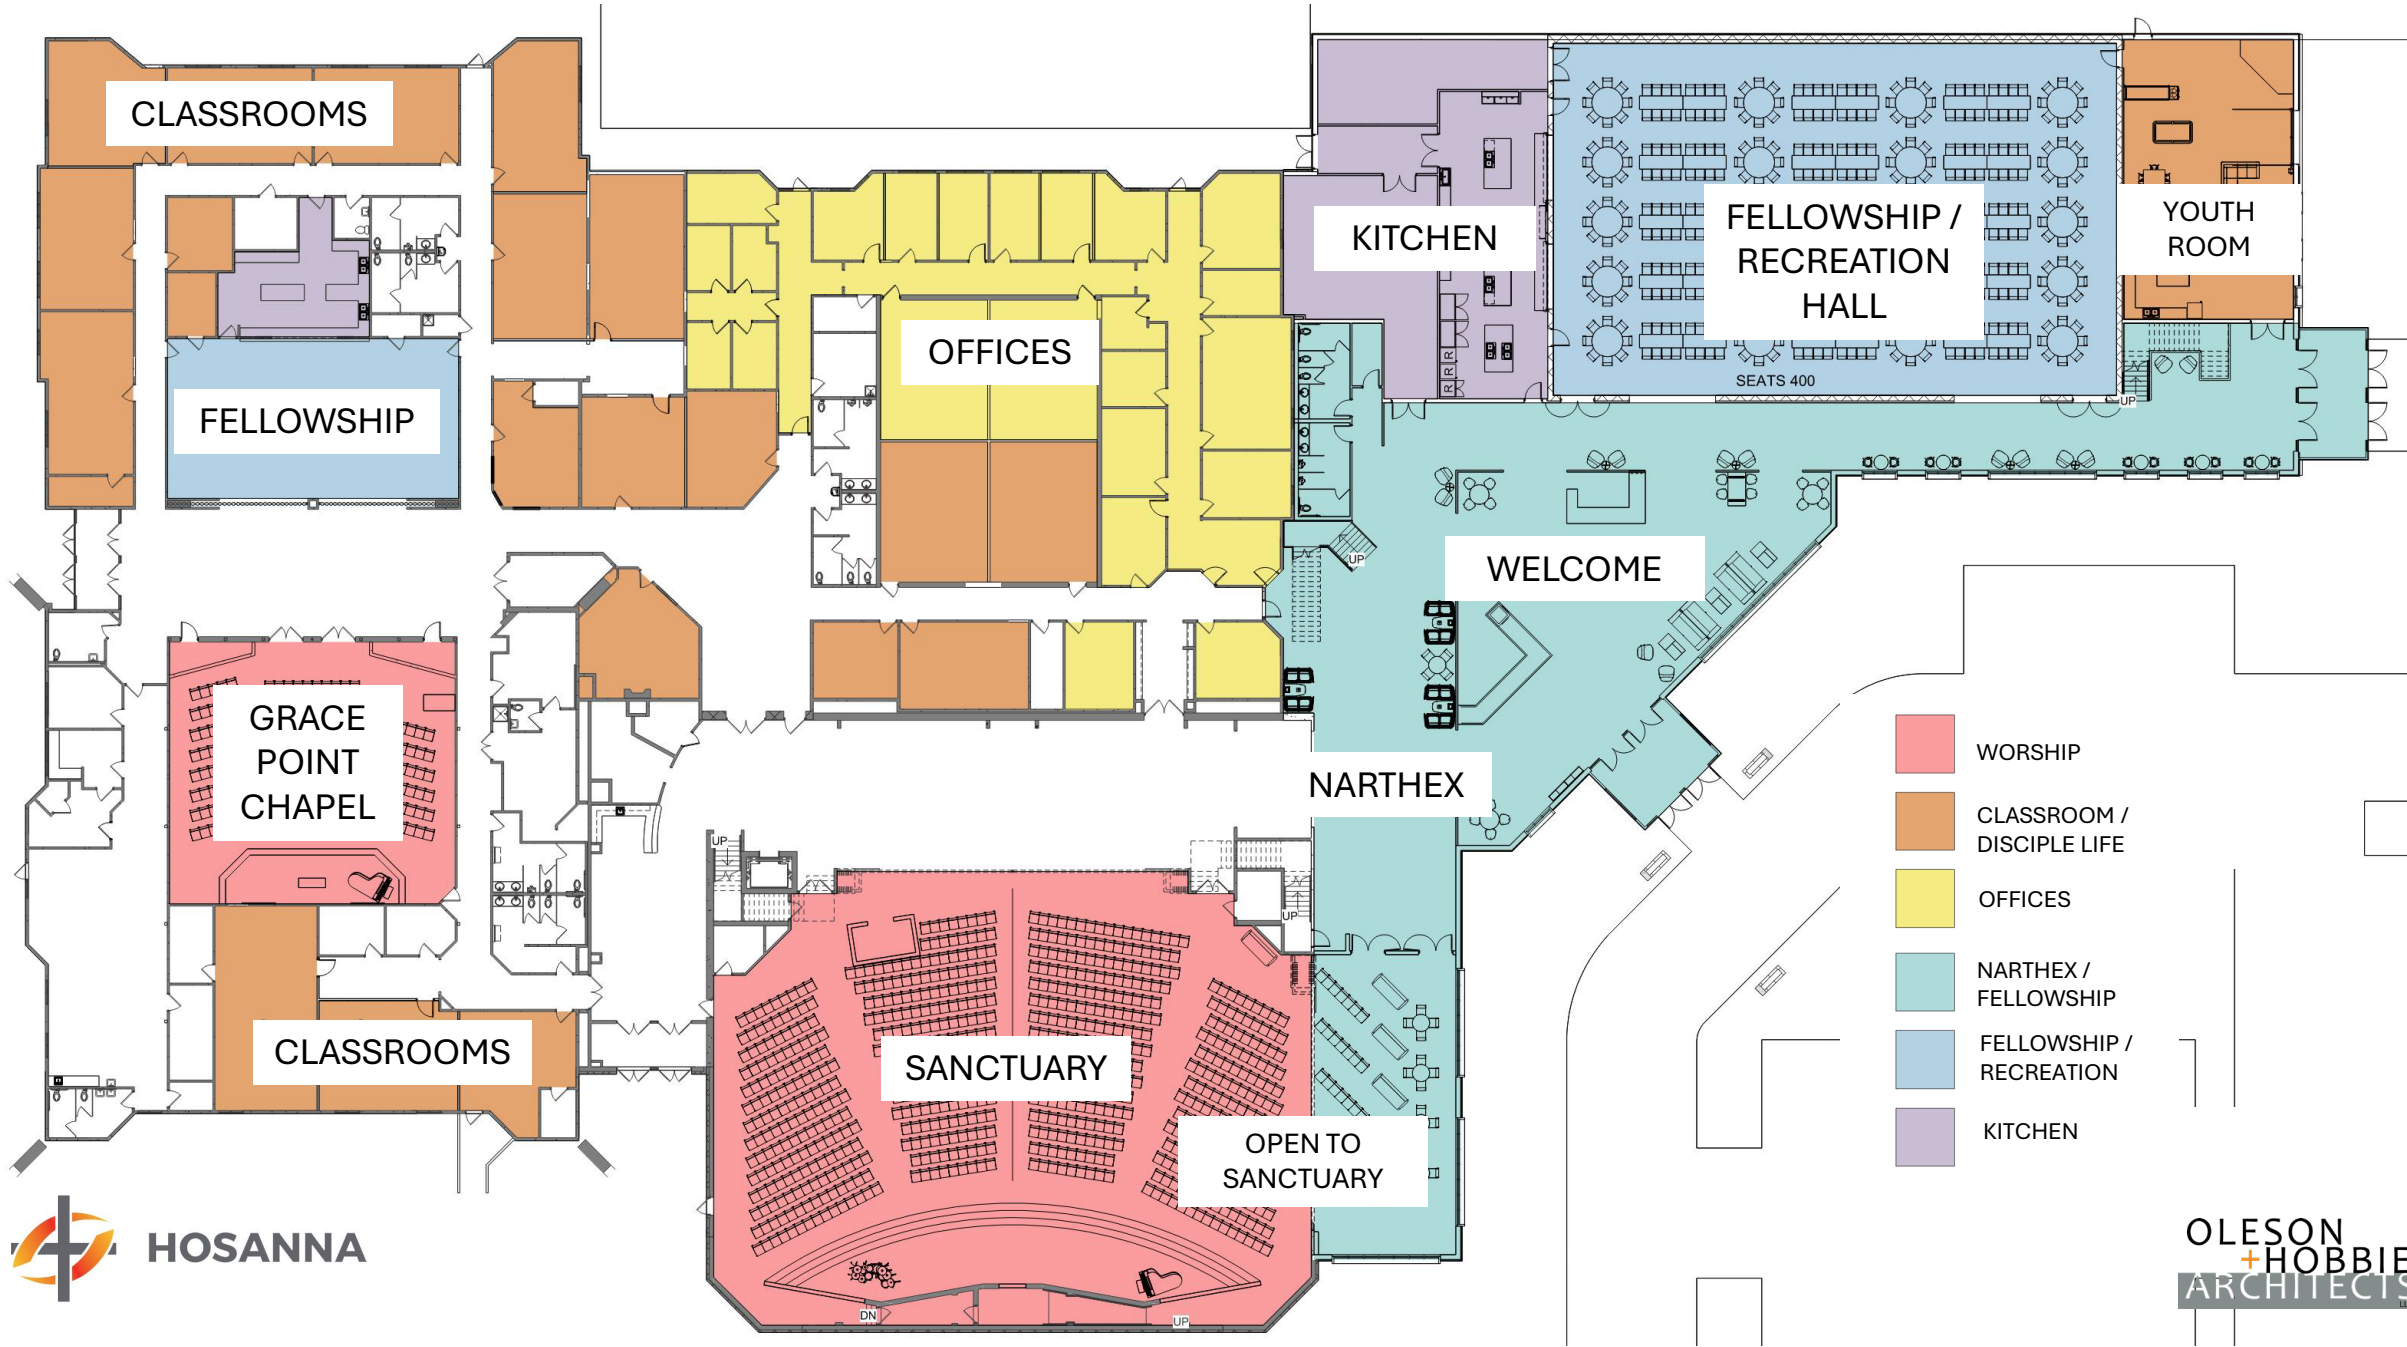 CLASSROOMS
KITCHEN
FELLOWSHIP /
RECREATION
HALL
YOUTH
ROOM
OFFICES
FELLOWSHIP
SEATS 400
R
R
R
UP
UP
WELCOME
GRACE
POINT
CHAPEL
NARTHEX
UP
UP
CLASSROOMS
SANCTUARY
OPEN TO
SANCTUARY
DN
UP
WORSHIP
CLASSROOM /
DISCIPLE LIFE
OFFICES
NARTHEX /
FELLOWSHIP
FELLOWSHIP /
RECREATION
KITCHEN
HOSANNA
OLESON
+HOBBIE
ARCHITECTS